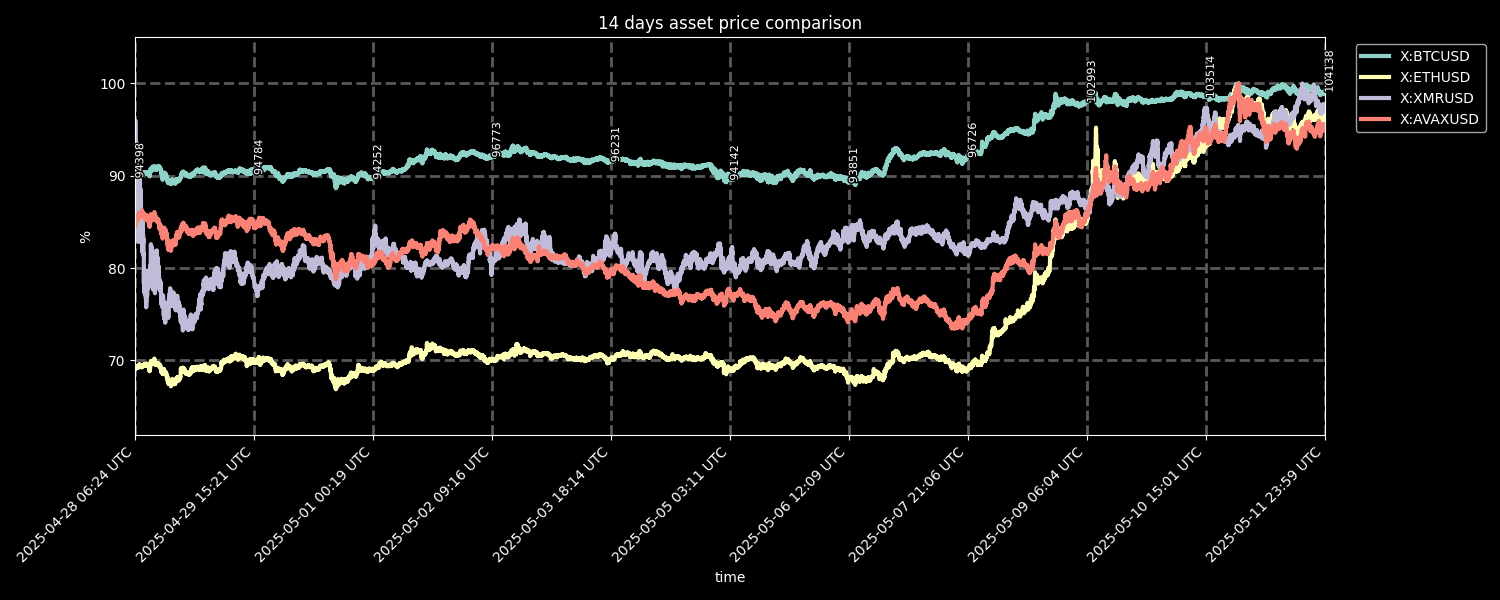 14 days asset price comparison
X:BTCUSD
X:ETHUSD
X:XMRUSD
X:AVAXUSD
%
100
90
80
70
94398
94784
94252
96773
96231
94142
93851
96726
102993
103514
104138
2025-04-28 06:24 UTC
2025-04-29 15:21 UTC
2025-05-01 00:19 UTC
2025-05-02 09:16 UTC
2025-05-03 18:14 UTC
2025-05-05 03:11 UTC
2025-05-06 12:09 UTC
2025-05-07 21:06 UTC
2025-05-09 06:04 UTC
2025-05-10 15:01 UTC
2025-05-11 23:59 UTC
time